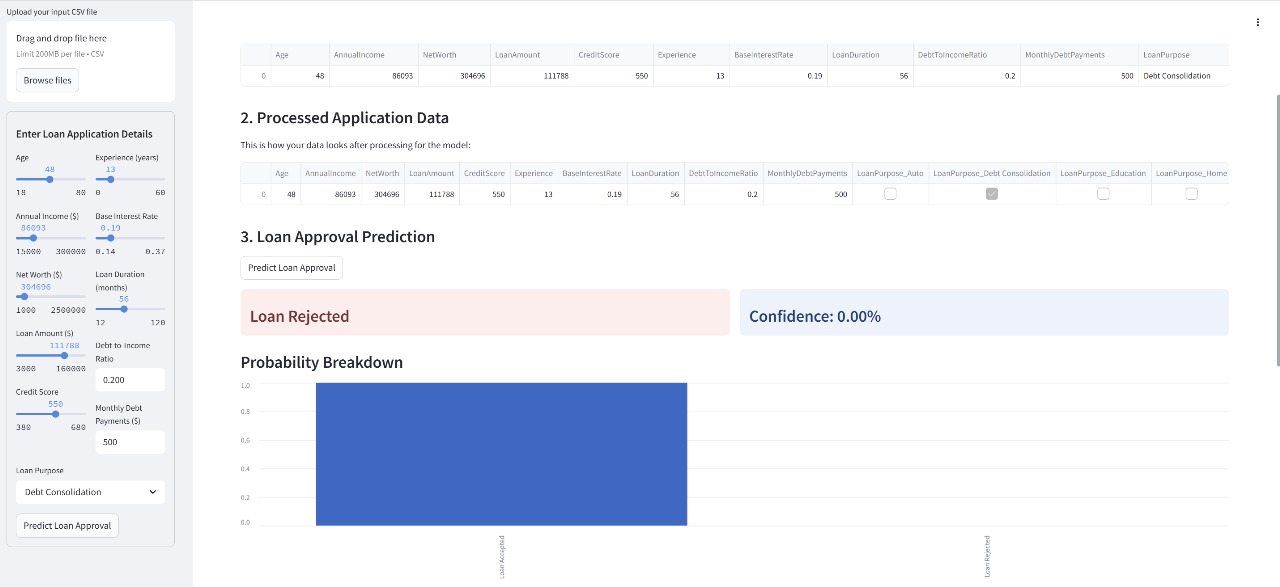 Upload your input CSV file
Drag and drop file here
Limit 200MB per file • CSV
Browse files
Enter Loan Application Details
Age
48
18 80
Experience (years)
13
0 60
Annual Income ($)
86093
15000 300000
Base Interest Rate
0.19
0.14 0.37
Net Worth ($)
304696
1000 2500000
Loan Duration
(months)
56
12 120
Loan Amount ($)
111788
3000 160000
Debt-to-Income
Ratio
0.200
Credit Score
550
380 680
Monthly Debt
Payments ($)
500
Loan Purpose
Debt Consolidation
Predict Loan Approval
Age AnnualIncome NetWorth LoanAmount CreditScore Experience BaseInterestRate LoanDuration DebtToIncomeRatio MonthlyDebtPayments LoanPurpose
0 48 86093 304696 111788 550 13 0.19 56 0.2 500 Debt Consolidation
2. Processed Application Data
This is how your data looks after processing for the model:
Age AnnualIncome NetWorth LoanAmount CreditScore Experience BaseInterestRate LoanDuration DebtToIncomeRatio MonthlyDebtPayments LoanPurpose_Auto LoanPurpose_Debt Consolidation LoanPurpose_Education LoanPurpose_Home
0 48 86093 304696 111788 550 13 0.19 56 0.2 500
3. Loan Approval Prediction
Predict Loan Approval
Loan Rejected
Confidence: 0.00%
Probability Breakdown
1.0
0.8
0.6
0.4
0.2
0.0
Loan Accepted
Loan Rejected